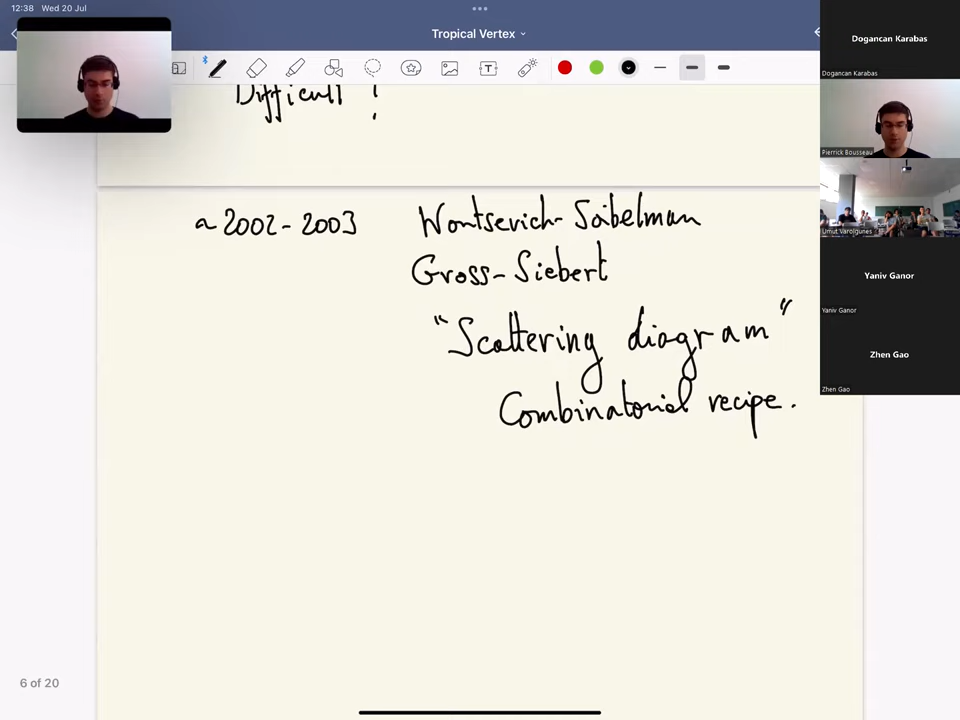 12:38 Wed 20 Jul
Tropical Vertex
Difficult !
~2002-2003 Kontsevich-Soibelman
Gross-Siebert
"Scattering diagram"
Combinatorial recipe.
6 of 20
Dogancan Karabas
Dogancan Karabas
Pierrick Bousseau
Umut Varolgunes
Yaniv Ganor
Yaniv Ganor
Zhen Gao
Zhen Gao